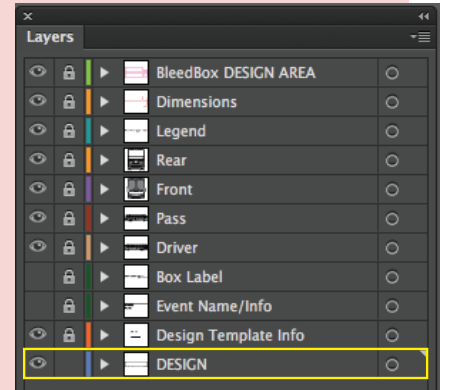 Layers
BleedBox DESIGN AREA
Dimensions
Legend
Rear
Front
Pass
Driver
Box Label
Event Name/Info
Design Template Info
DESIGN